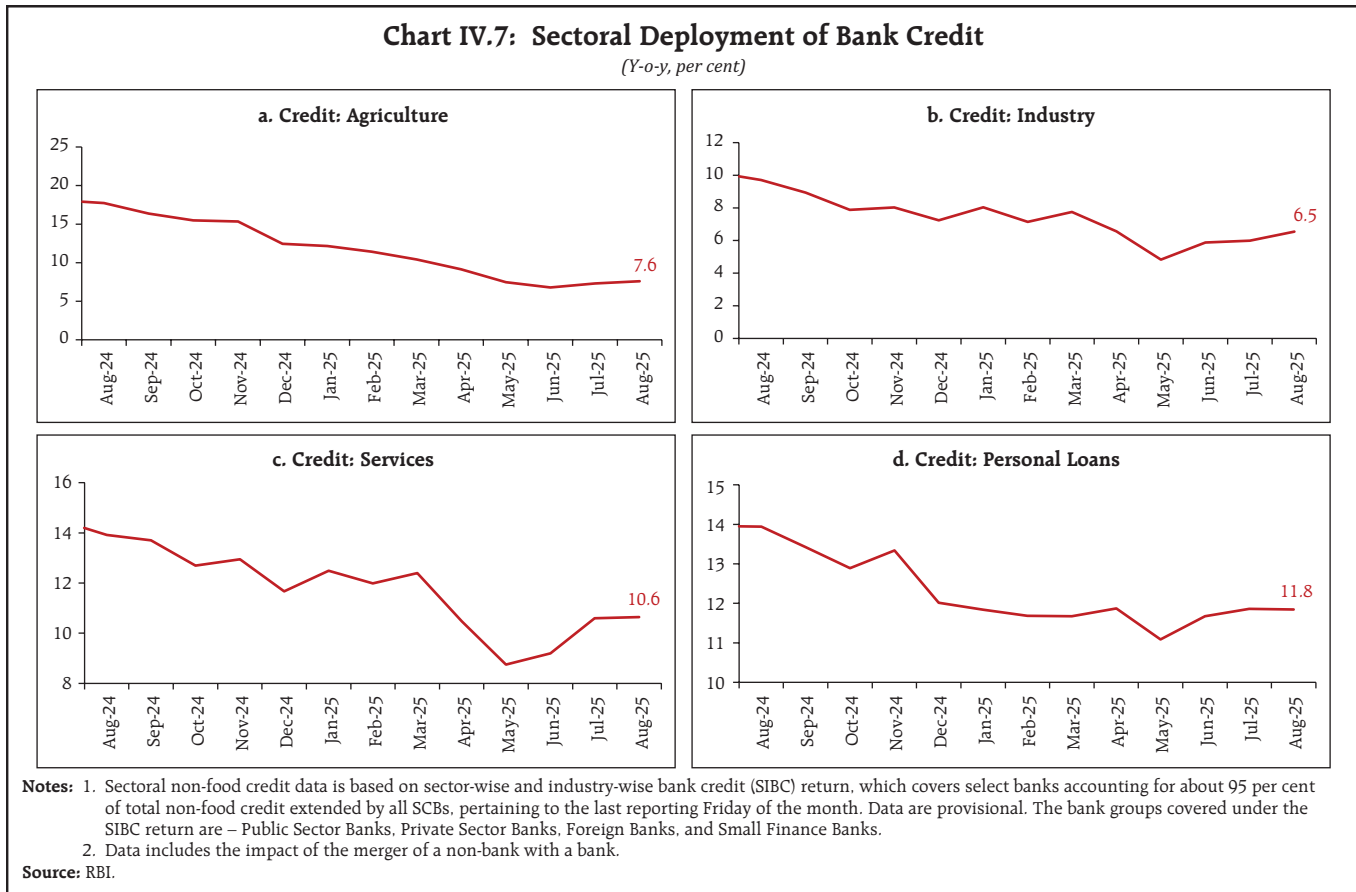 Chart IV.7: Sectoral Deployment of Bank Credit
(Y-o-y, per cent)
a. Credit: Agriculture
25
20
15
10
5
0
7.6
Aug-24
Sep-24
Oct-24
Nov-24
Dec-24
Jan-25
Feb-25
Mar-25
Apr-25
May-25
Jun-25
Jul-25
Aug-25
b. Credit: Industry
12
10
8
6
4
2
0
6.5
Aug-24
Sep-24
Oct-24
Nov-24
Dec-24
Jan-25
Feb-25
Mar-25
Apr-25
May-25
Jun-25
Jul-25
Aug-25
c. Credit: Services
16
14
12
10
8
10.6
Aug-24
Sep-24
Oct-24
Nov-24
Dec-24
Jan-25
Feb-25
Mar-25
Apr-25
May-25
Jun-25
Jul-25
Aug-25
d. Credit: Personal Loans
15
14
13
12
11
10
11.8
Aug-24
Sep-24
Oct-24
Nov-24
Dec-24
Jan-25
Feb-25
Mar-25
Apr-25
May-25
Jun-25
Jul-25
Aug-25
Notes: 1. Sectoral non-food credit data is based on sector-wise and industry-wise bank credit (SIBC) return, which covers select banks accounting for about 95 per cent
of total non-food credit extended by all SCBs, pertaining to the last reporting Friday of the month. Data are provisional. The bank groups covered under the
SIBC return are – Public Sector Banks, Private Sector Banks, Foreign Banks, and Small Finance Banks.
2. Data includes the impact of the merger of a non-bank with a bank.
Source: RBI.